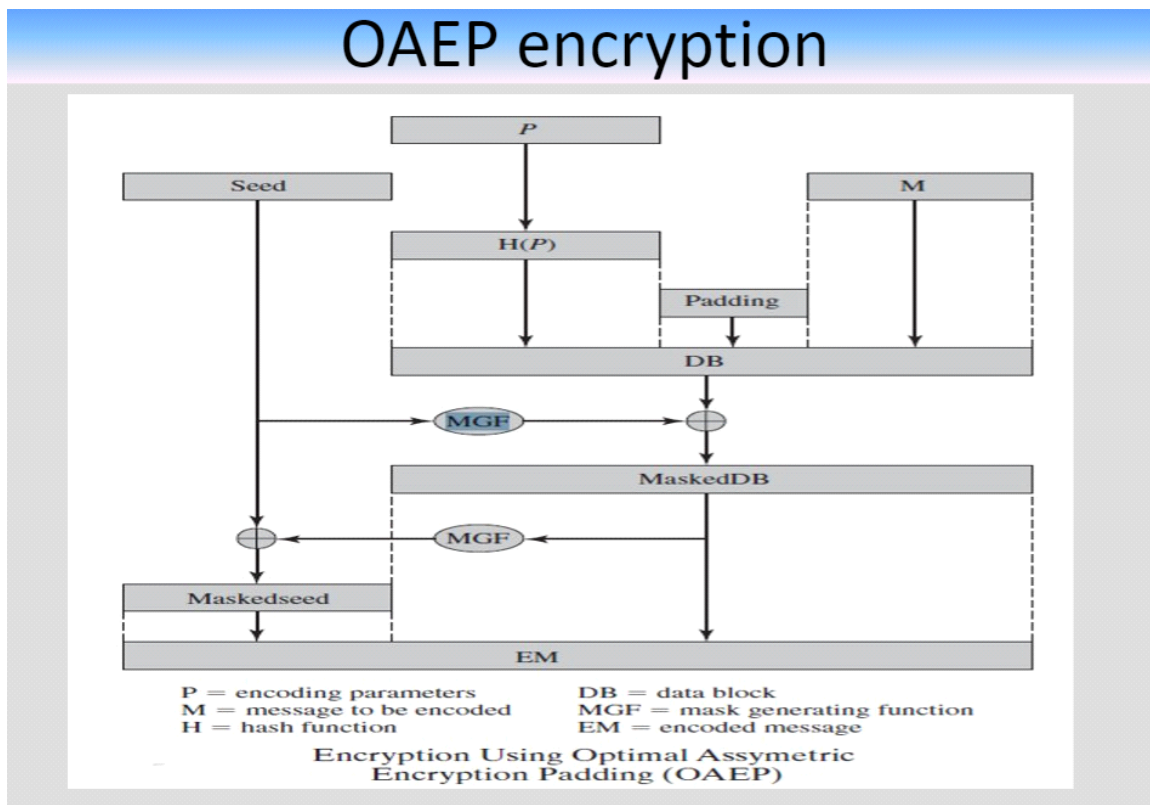 OAEP encryption
P
Seed
M
H(P)
Padding
DB
MGF
MaskedDB
MGF
Maskedseed
EM
P = encoding parameters
DB = data block
M = message to be encoded
MGF = mask generating function
H = hash function
EM = encoded message
Encryption Using Optimal Assymetric
Encryption Padding (OAEP)